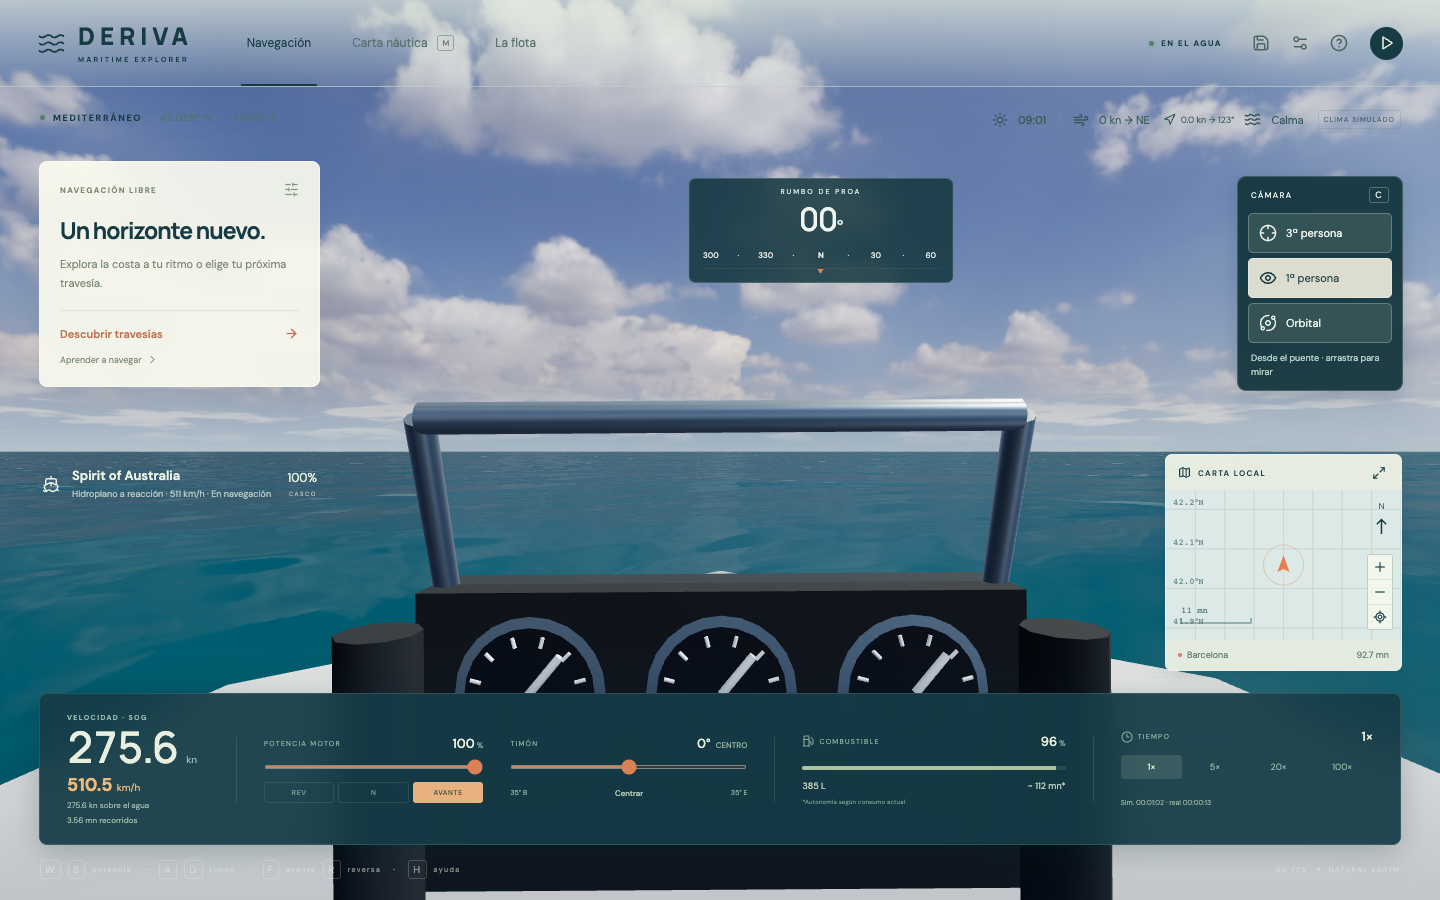 DERIVA
MARITIME EXPLORER
Navegación
Carta náutica M
La flota
EN EL AGUA
MEDITERRÁNEO
09:01
0 kn → NE
0.0 kn → 123°
Calma
CLIMA SIMULADO
NAVEGACIÓN LIBRE
Un horizonte nuevo.
Explora la costa a tu ritmo o elige tu próxima
travesía.
Descubrir travesías →
Aprender a navegar
RUMBO DE PROA
00°
300 · 330 · N · 30 · 60
CÁMARA C
3ª persona
1ª persona
Orbital
Desde el puente · arrastra para
mirar
Spirit of Australia
Hidroplano a reacción · 511 km/h · En navegación
100%
CASCO
CARTA LOCAL
42.2°N
N
42.1°N
42.0°N
11 mn
41.9°N
Barcelona 92.7 mn
VELOCIDAD · SOG
275.6 kn
510.5 km/h
275.6 kn sobre el agua
3.56 mn recorridos
POTENCIA MOTOR 100 %
REV N AVANTE
TIMÓN 0° CENTRO
35° B Centrar 35° E
COMBUSTIBLE 96 %
385 L ~ 112 mn*
*Autonomía según consumo actual
TIEMPO 1×
1× 5× 20× 100×
Sim. 00:01:02 · real 00:00:13
W S potencia · A D timón · F avante R reversa · H ayuda
NATURAL EARTH